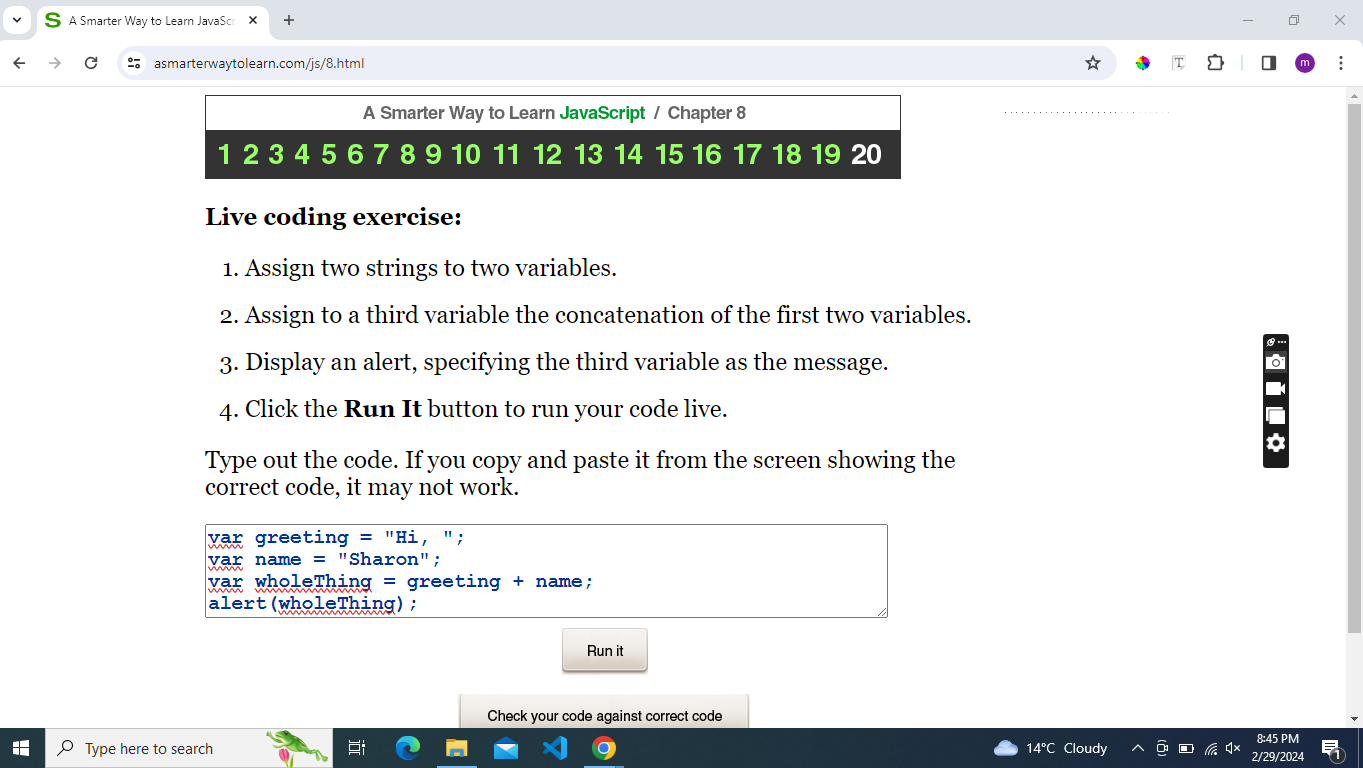 A Smarter Way to Learn JavaScr
asmarterwaytolearn.com/js/8.html
m
A Smarter Way to Learn JavaScript / Chapter 8
1 2 3 4 5 6 7 8 9 10 11 12 13 14 15 16 17 18 19 20
Live coding exercise:
1. Assign two strings to two variables.
2. Assign to a third variable the concatenation of the first two variables.
3. Display an alert, specifying the third variable as the message.
4. Click the Run It button to run your code live.
Type out the code. If you copy and paste it from the screen showing the
correct code, it may not work.
var greeting = "Hi, ";
var name = "Sharon";
var wholeThing = greeting + name;
alert(wholeThing);
Run it
Check your code against correct code
Type here to search
14°C Cloudy
8:45 PM
2/29/2024
1